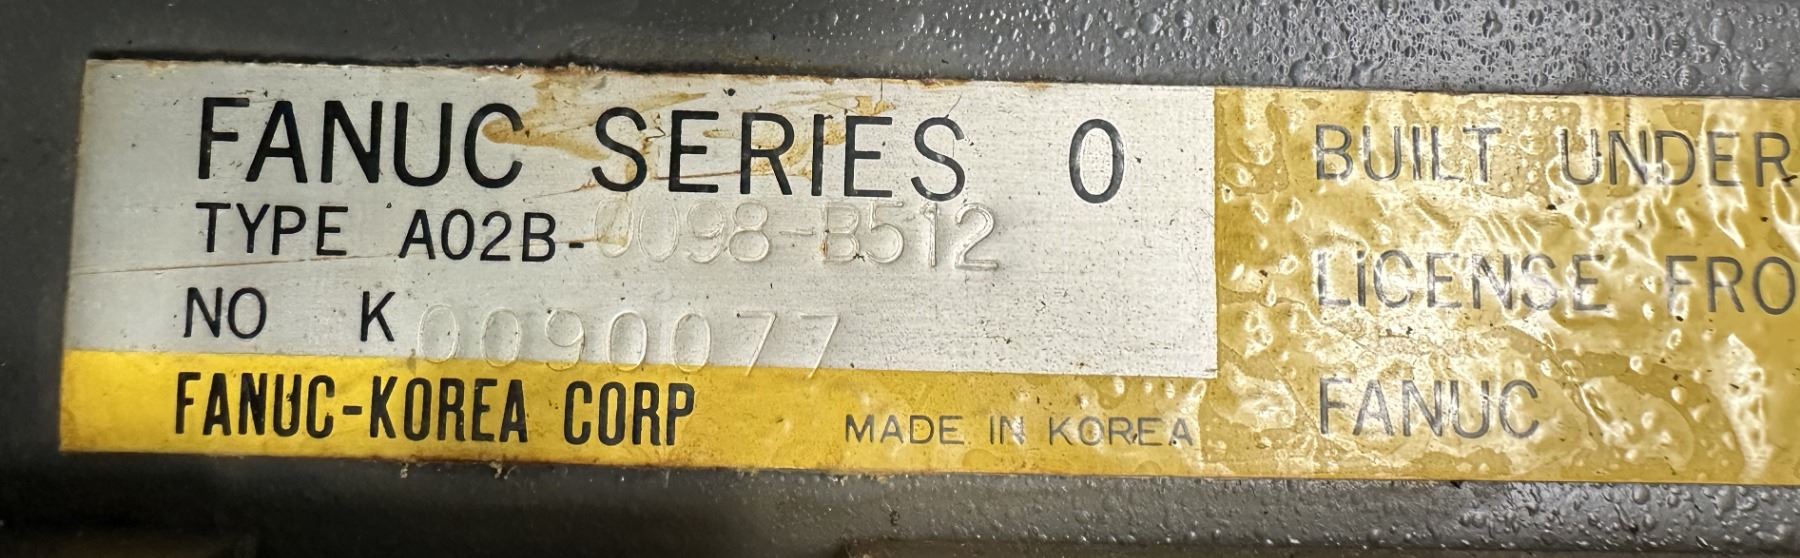 FANUC SERIES 0
TYPE A02B-0098-B512
NO K0090077
FANUC-KOREA CORP
MADE IN KOREA
BUILT UNDER
LICENSE FRO
FANUC